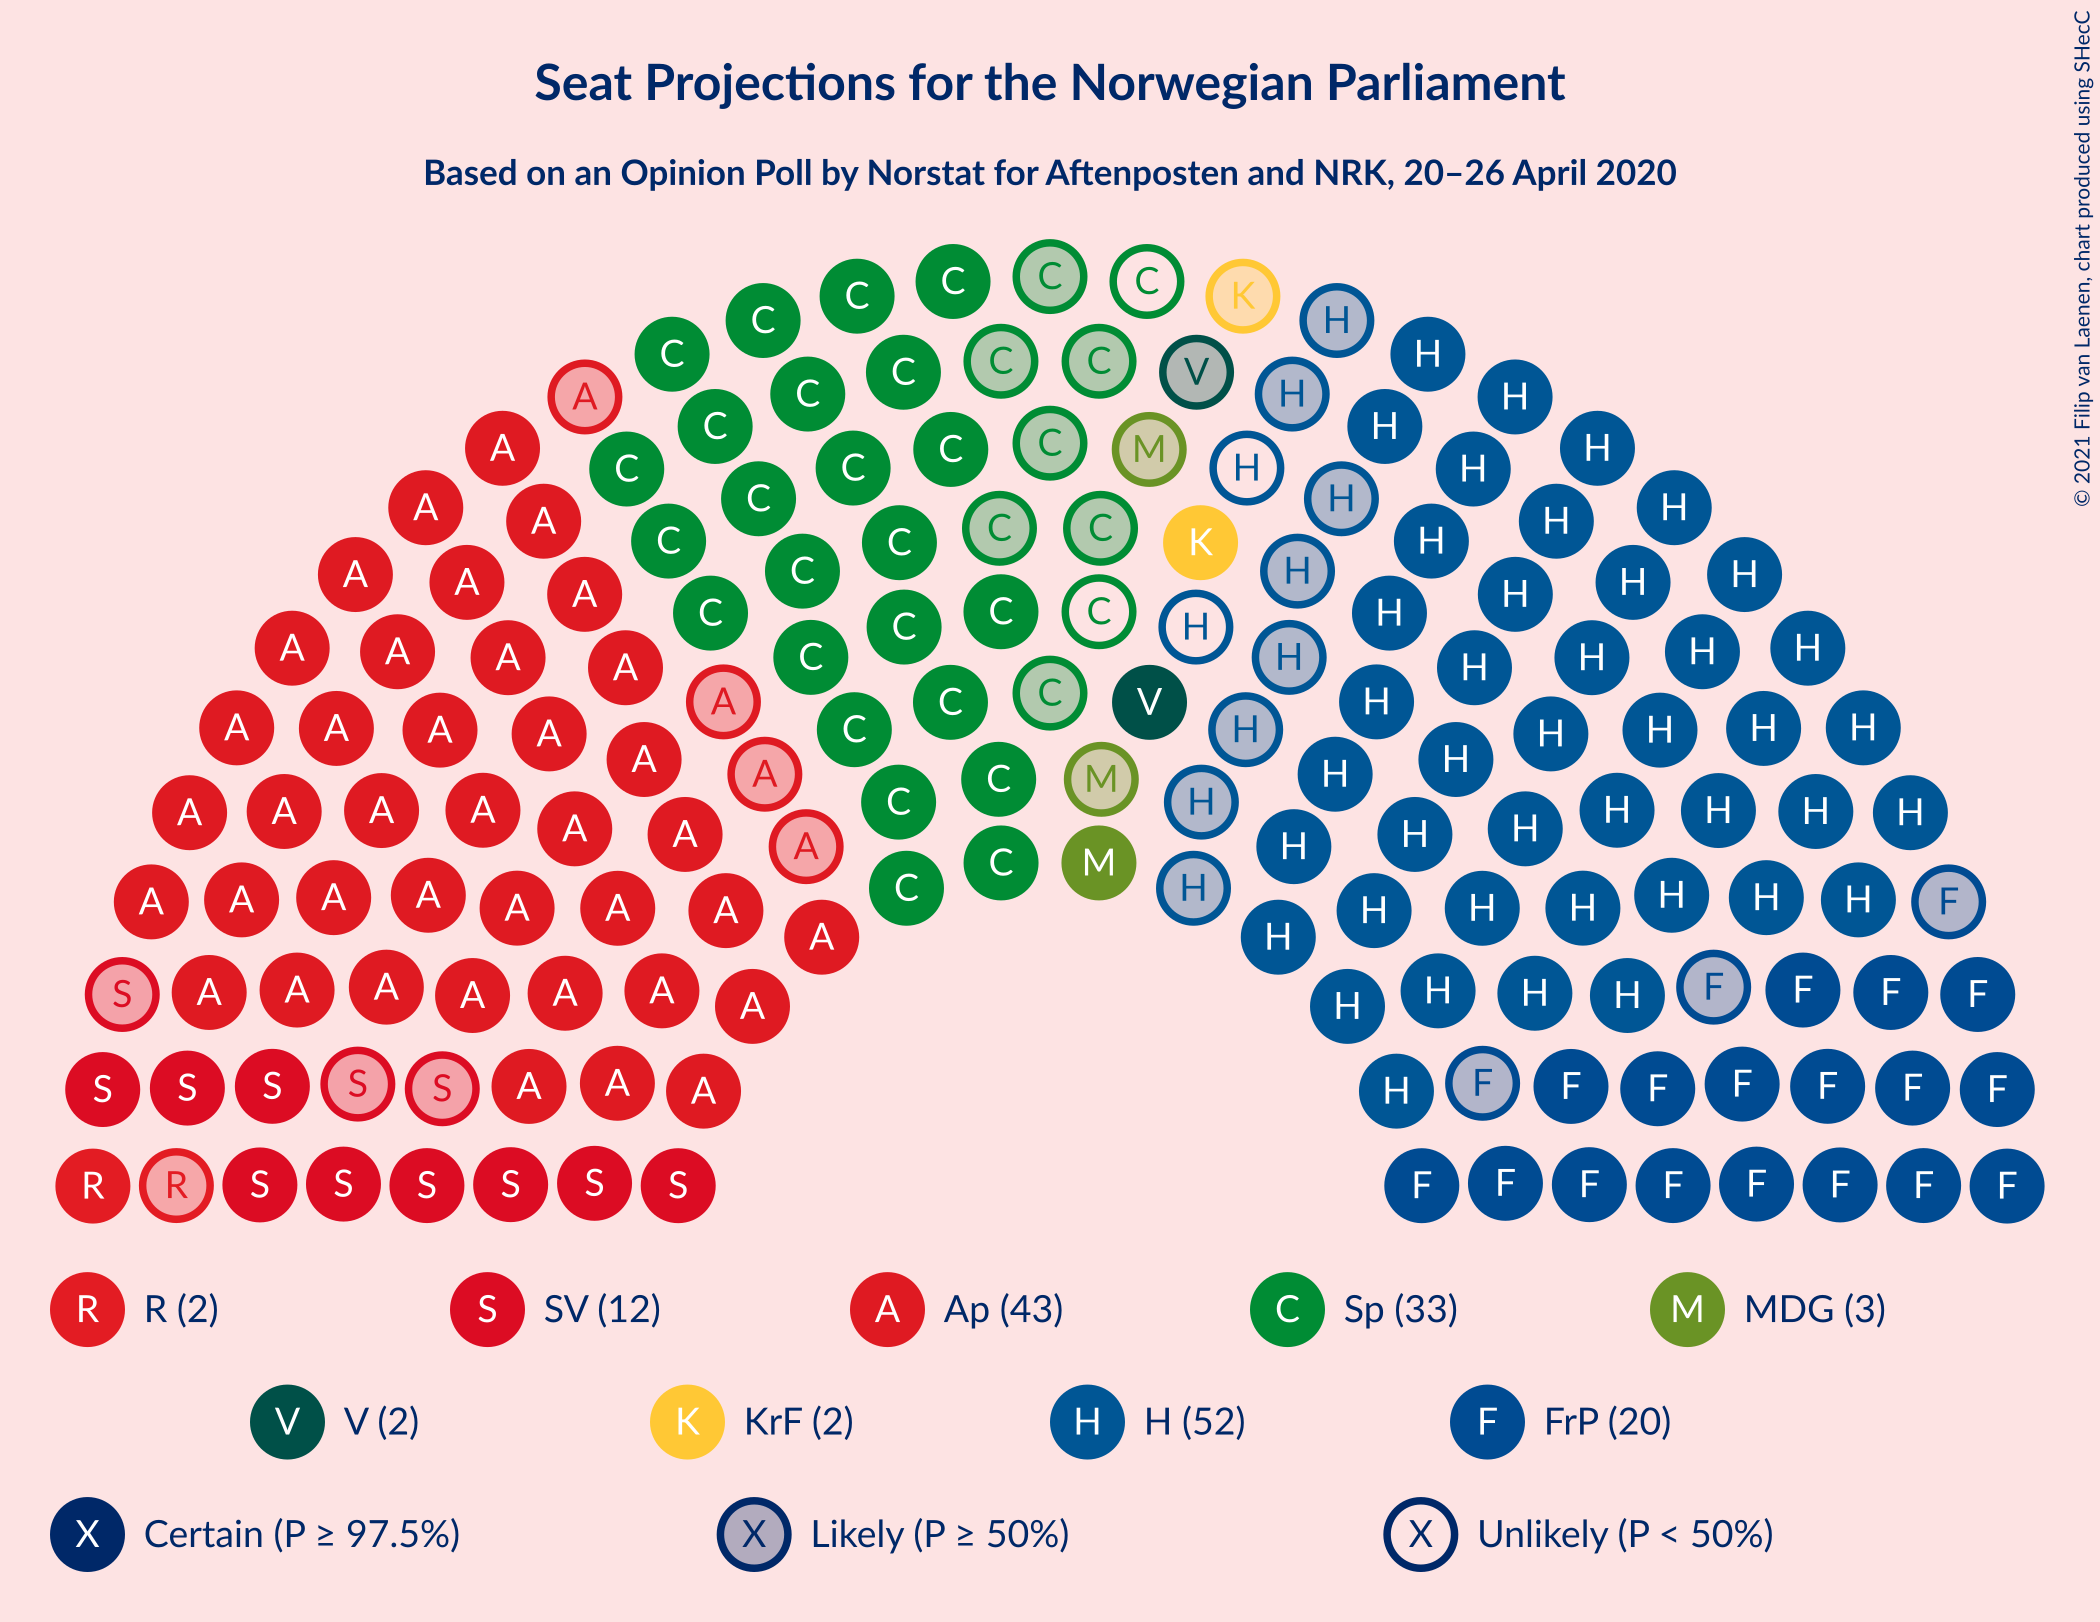 Seat Projections for the Norwegian Parliament
Based on an Opinion Poll by Norstat for Aftenposten and NRK, 20–26 April 2020
© 2021 Filip van Laenen, chart produced using SHecC
C C C C K
C C H
C C C C V H H
A C C H H
A C C C M H H H
A A C C H H H
A A C C C C K H H H H
A A C C H H H
A A A C C C C H H H H H
A A A A C C H H H H H
A A A A A C C C V H H H H H H
A A A A A A C C M H H H H H H H
A A A A A A A C C M H H H H H H H F
A A A A A A A A H H H H H H H
S A A A A A A A H H H H F F F F
S S S S S A A A H F F F F F F F
R R S S S S S S F F F F F F F F
R R (2) S SV (12) A Ap (43) C Sp (33) M MDG (3)
V V (2) K KrF (2) H H (52) F FrP (20)
X Certain (P ≥ 97.5%) X Likely (P ≥ 50%) X Unlikely (P < 50%)